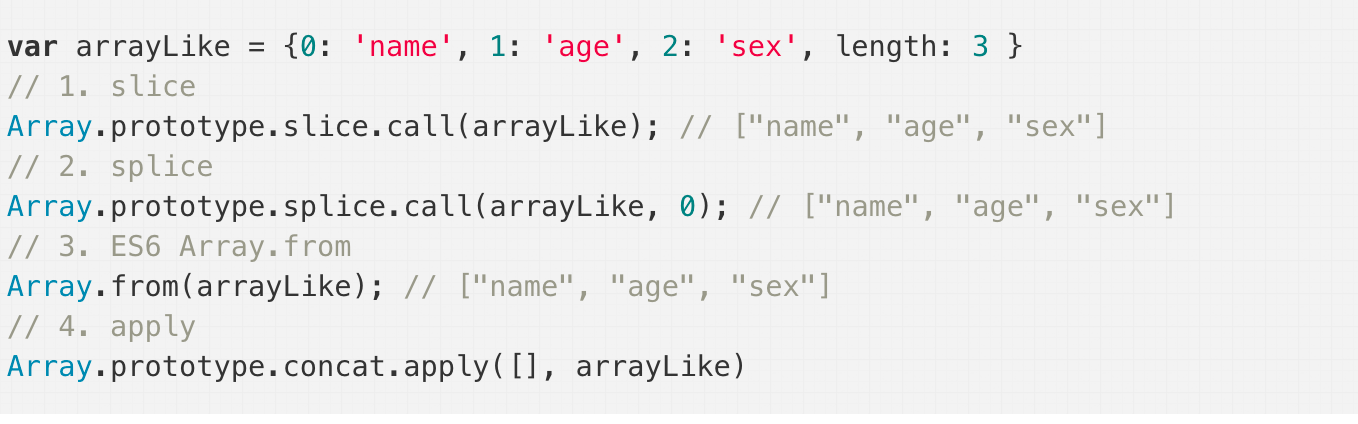 var arrayLike = {0: 'name', 1: 'age', 2: 'sex', length: 3 }
// 1. slice
Array.prototype.slice.call(arrayLike); // ["name", "age", "sex"]
// 2. splice
Array.prototype.splice.call(arrayLike, 0); // ["name", "age", "sex"]
// 3. ES6 Array.from
Array.from(arrayLike); // ["name", "age", "sex"]
// 4. apply
Array.prototype.concat.apply([], arrayLike)